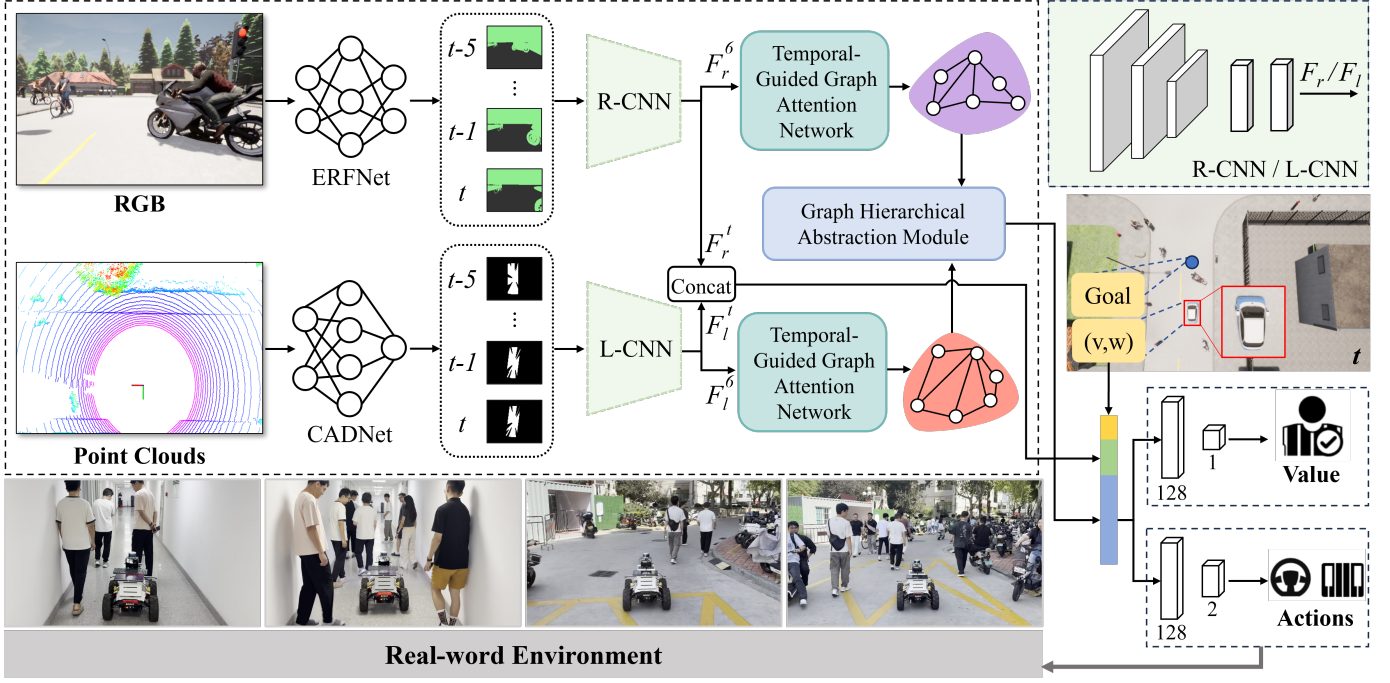 RGB
ERFNet
t-5
⋮
t-1
t
R-CNN
F_r^6
Temporal-
Guided Graph
Attention
Network
F_r^t
Graph Hierarchical
Abstraction Module
Concat
Point Clouds
CADNet
t-5
⋮
t-1
t
L-CNN
F_l^t
F_l^6
Temporal-
Guided Graph
Attention
Network
F_r/F_l
R-CNN / L-CNN
Goal
(v,w)
t
128
1
Value
128
2
Actions
Real-word Environment